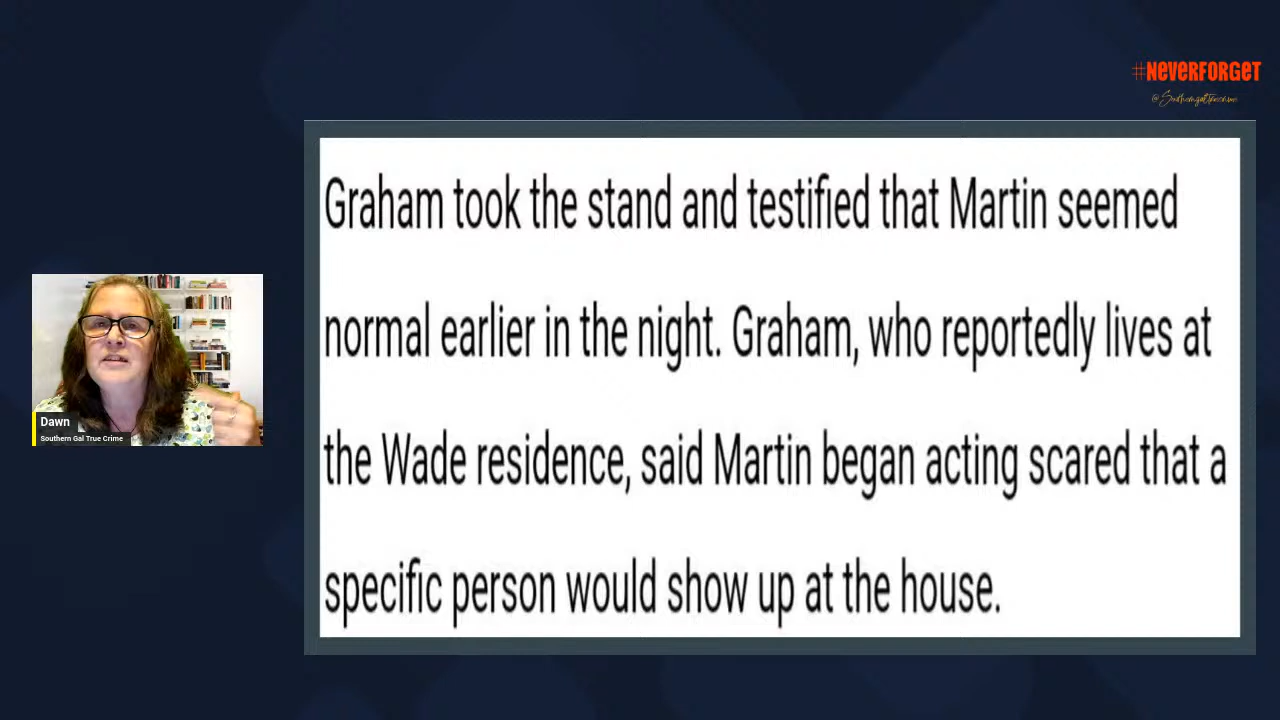 #NEVERFORGET
@Southerngaltruecrime
Graham took the stand and testified that Martin seemed
normal earlier in the night. Graham, who reportedly lives at
the Wade residence, said Martin began acting scared that a
specific person would show up at the house.
Dawn
Southern Gal True Crime